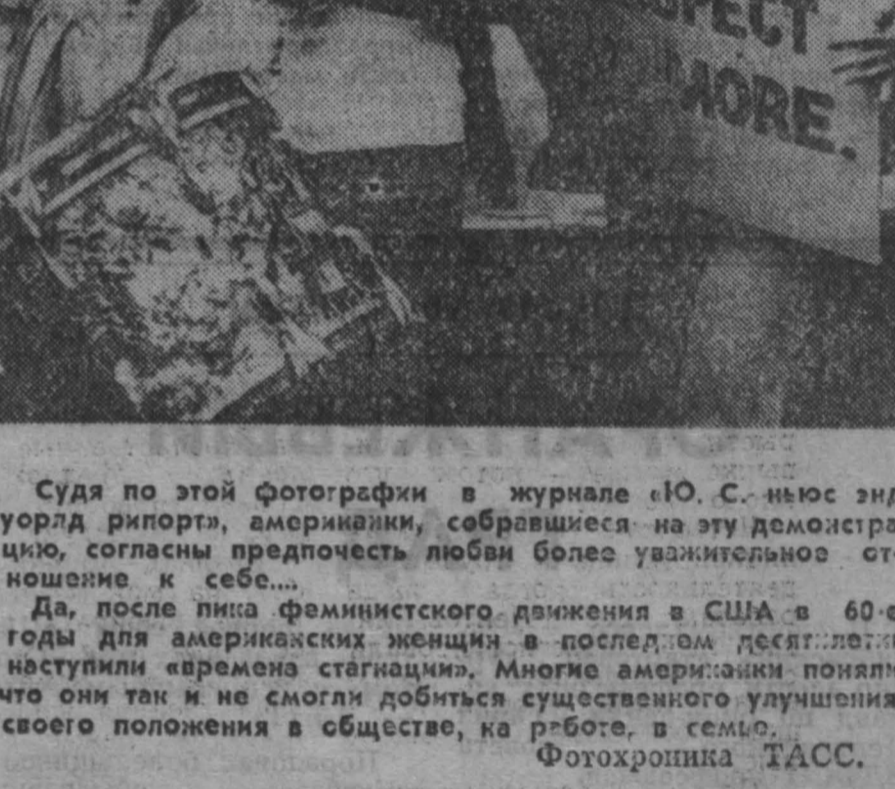 MORE.
Судя по этой фотографии в журнале «Ю. С. ньюс энд
уорлд рипорт», американки, собравшиеся на эту демонстра
цию, согласны предпочесть любви более уважительное от-
ношение к себе....
Да, после пика феминистского движения в США в 60-е
годы для американских женщин в последнем десятилетии
наступили «времена стагнации». Многие американки поняли
что они так и не смогли добиться существенного улучшения
своего положения в обществе, на работе, в семье.
Фотохроника ТАСС.